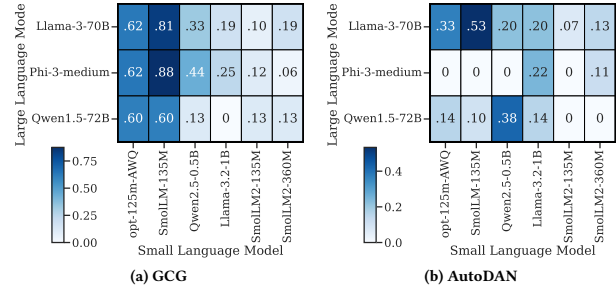 Large Language Mode
Llama-3-70B
.62 .81 .33 .19 .10 .19
Phi-3-medium
.62 .88 .44 .25 .12 .06
Qwen1.5-72B
.60 .60 .13 0 .13 .13
0.75
0.50
0.25
0.00
opt-125m-AWQ
SmolLM-135M
Qwen2.5-0.5B
Llama-3.2-1B
SmolLM2-135M
SmolLM2-360M
Small Language Model
(a) GCG
Large Language Mode
Llama-3-70B
.33 .53 .20 .20 .07 .13
Phi-3-medium
0 0 0 .22 0 .11
Qwen1.5-72B
.14 .10 .38 .14 0 0
0.4
0.2
0.0
opt-125m-AWQ
SmolLM-135M
Qwen2.5-0.5B
Llama-3.2-1B
SmolLM2-135M
SmolLM2-360M
Small Language Model
(b) AutoDAN